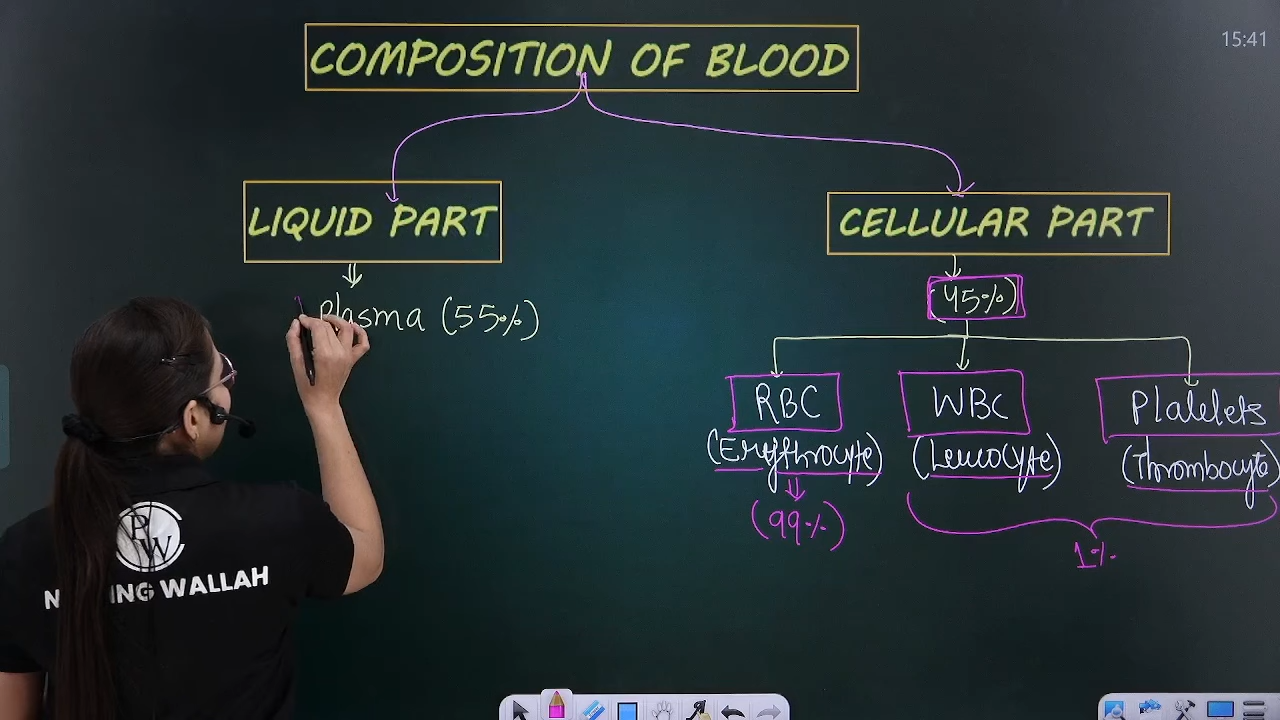 COMPOSITION OF BLOOD
15:41
LIQUID PART
CELLULAR PART
Plasma (55%)
(45%)
RBC
WBC
Platelets
(Erythrocyte)
(Leucocyte)
(Thrombocyte)
(99%)
1%
PW
WALLAH